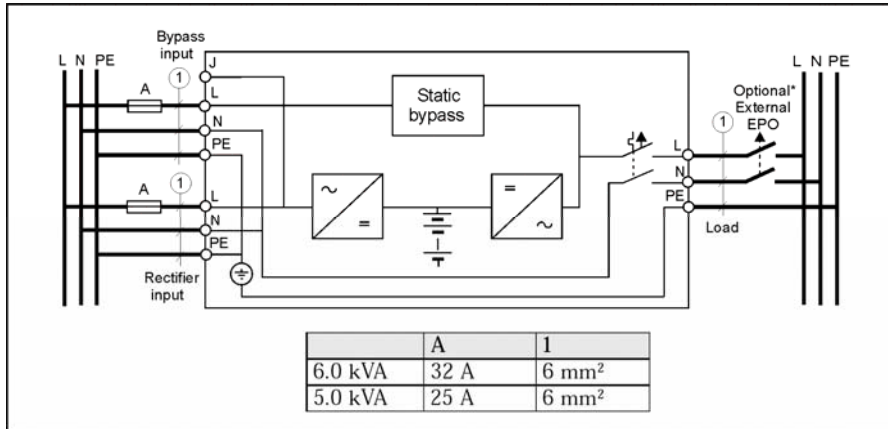 Bypass
input
L N PE
A
1
J
L
N
PE
Static
bypass
A
1
L
N
PE
Rectifier
input
~
=
=
~
L
N
PE
1
Load
Optional*
External
EPO
L N PE
A 1
6.0 kVA 32 A 6 mm²
5.0 kVA 25 A 6 mm²